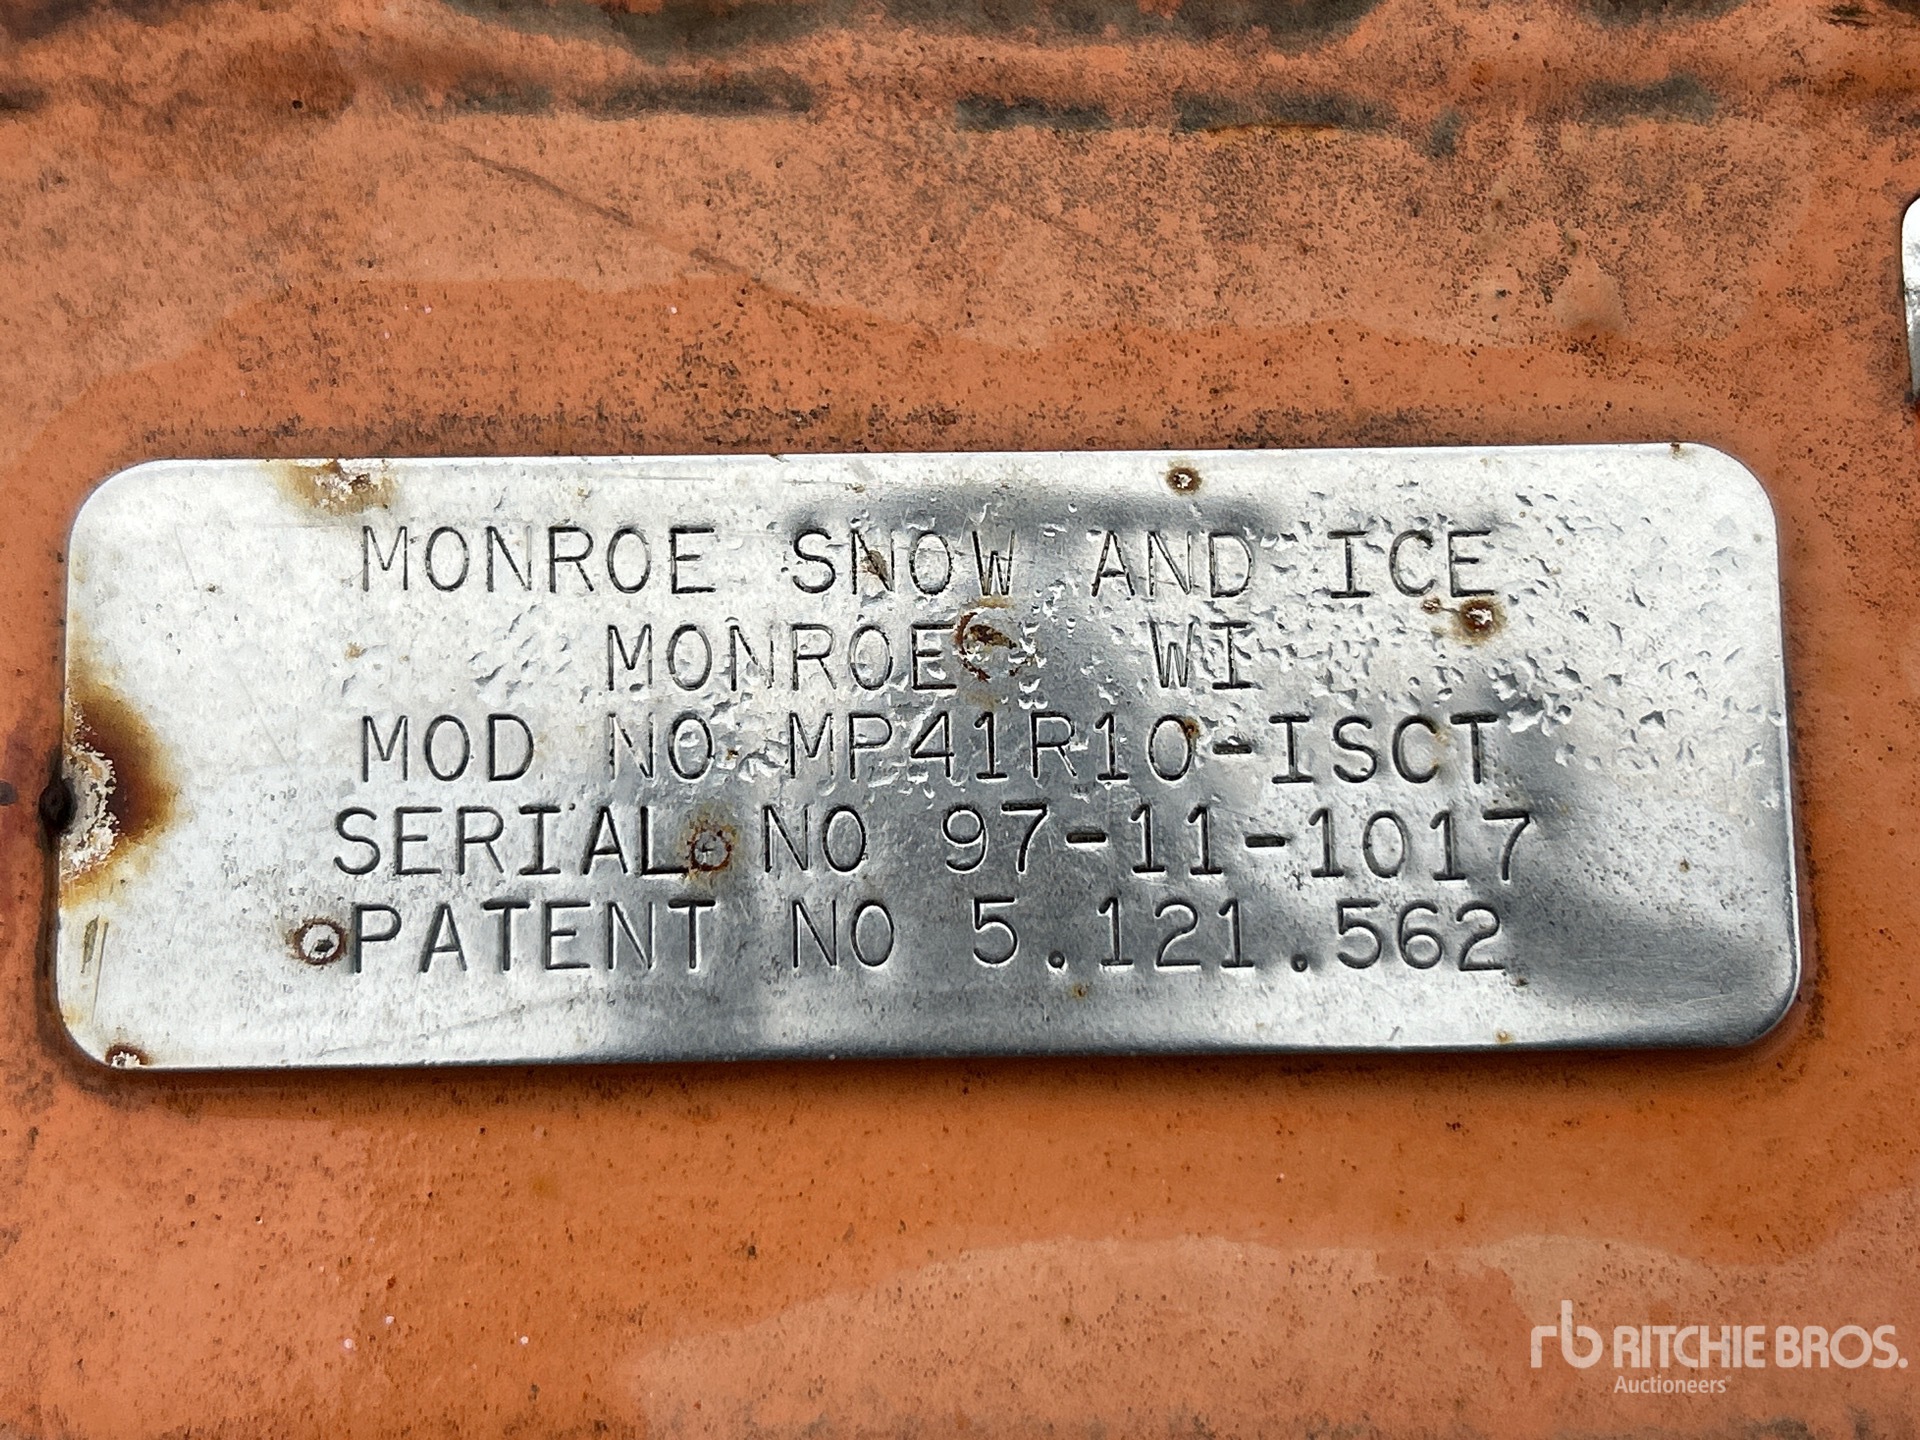 MONROE SNOW AND ICE
MONROE WI
MOD NO MP41R10-ISCT
SERIAL NO 97-11-1017
PATENT NO 5.121.562
rb RITCHIE BROS.
Auctioneers